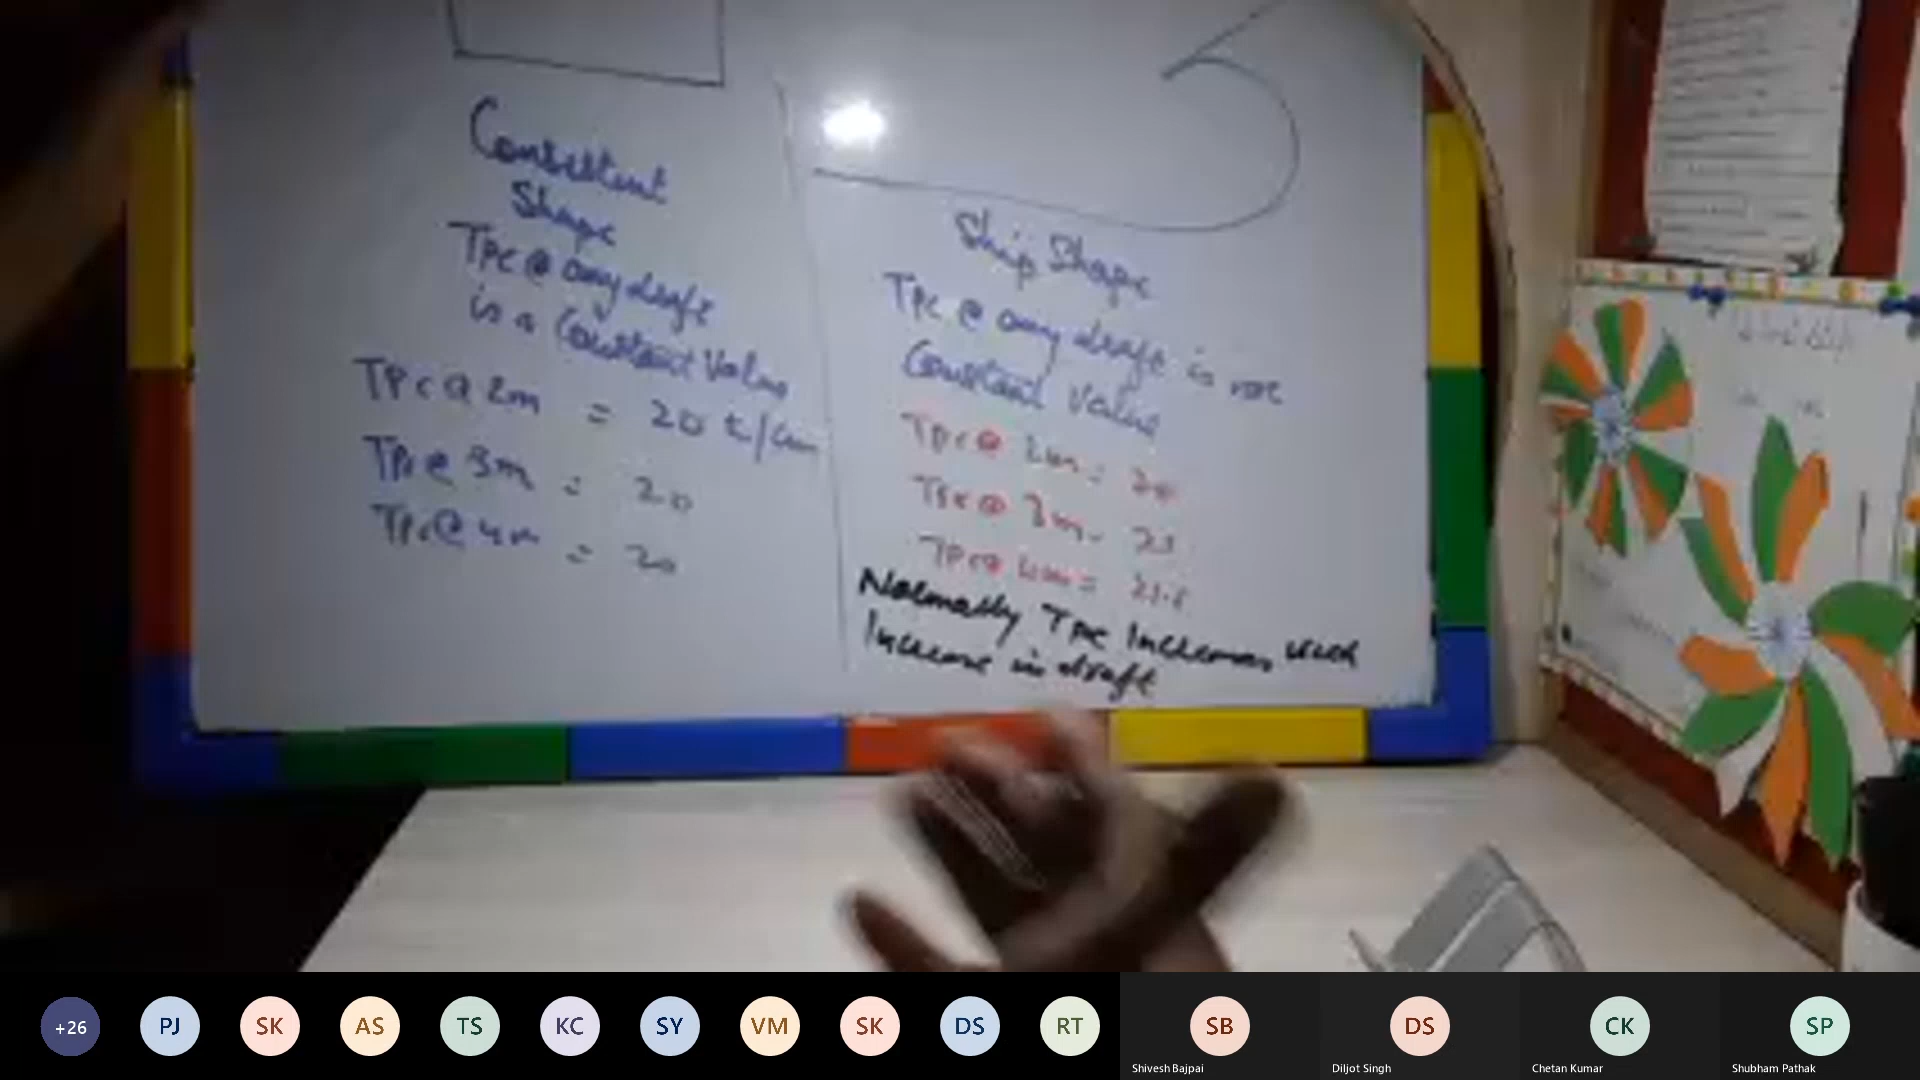 Consistent
Shape
TPC @ any draft
is a Constant Value
TPC @ 2m = 20 t/cm
TPC @ 3m = 20
TPC @ 4m = 20
Ship Shape
TPC @ any draft is not
Constant Value
TPC @ 2m = 20
TPC @ 3m = 21
TPC @ 4m =
Normally TPC Increases with
Increase in draft
+26
PJ
SK
AS
TS
KC
SY
VM
SK
DS
RT
SB
DS
CK
SP
Shivesh Bajpai
Diljot Singh
Chetan Kumar
Shubham Pathak